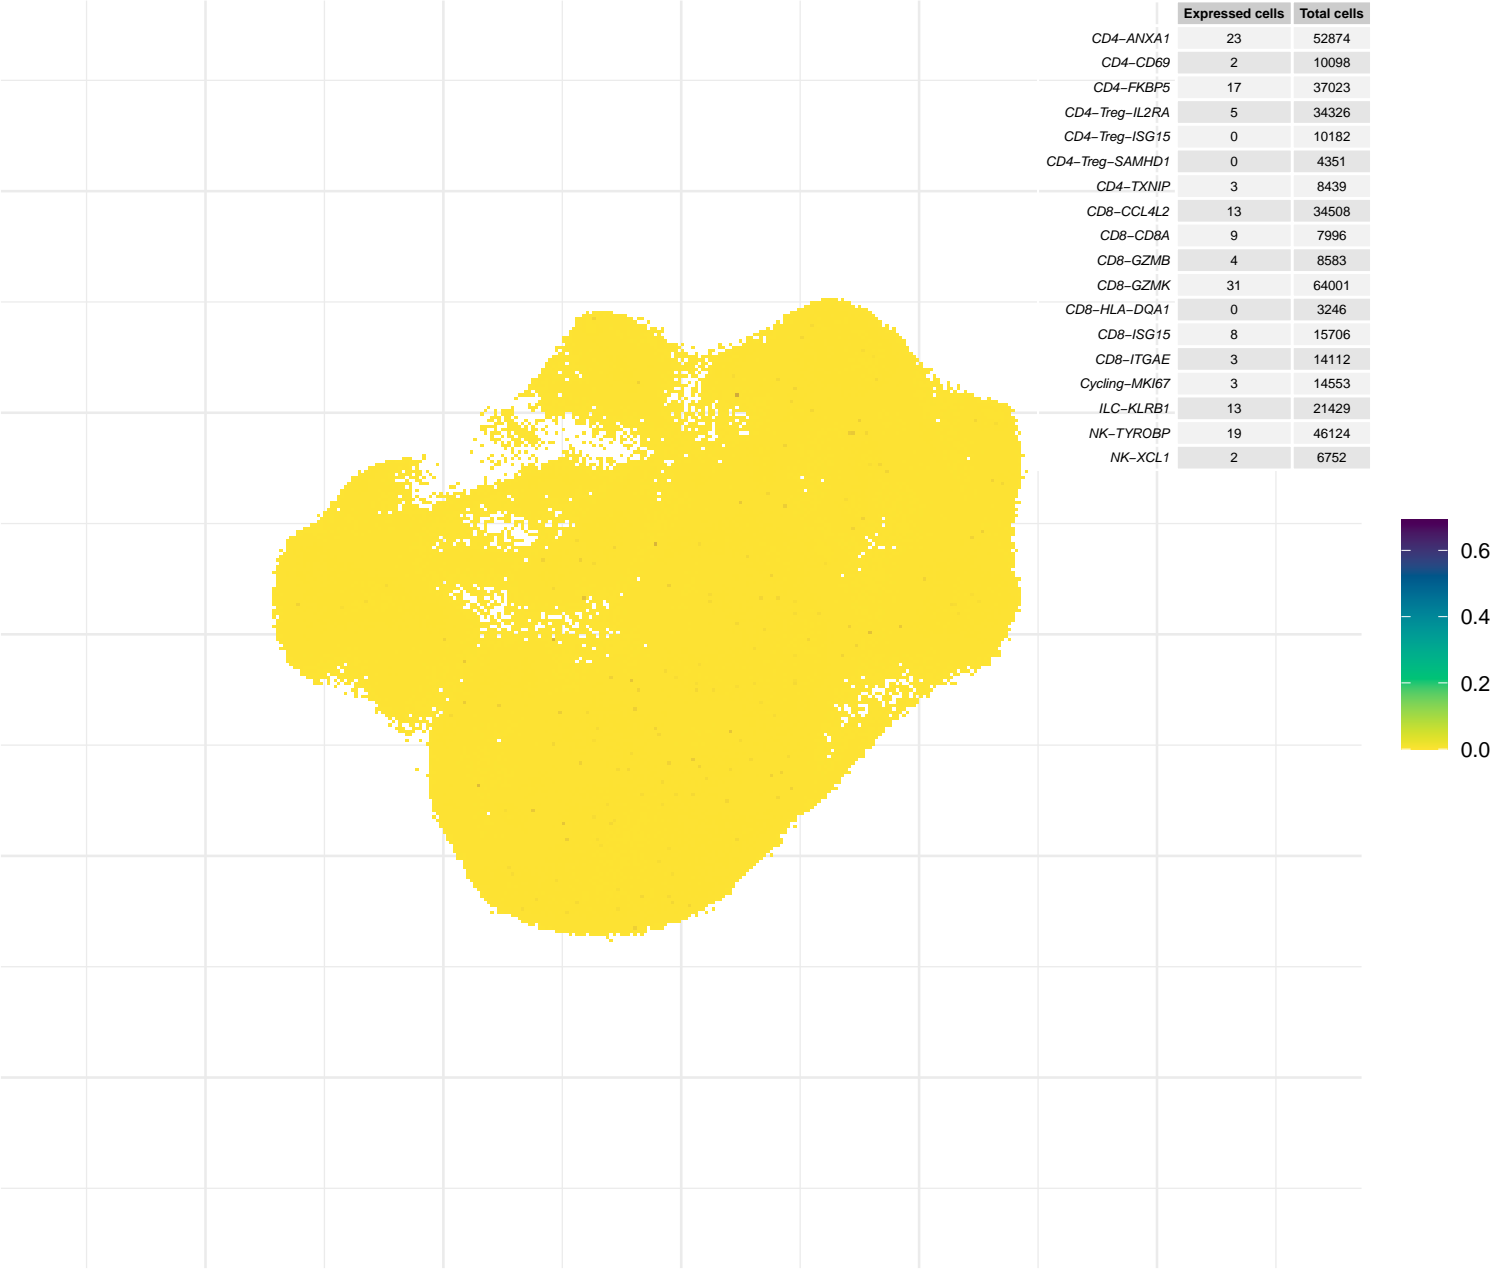 Expressed cells Total cells
CD4−ANXA1 23 52874
CD4−CD69 2 10098
CD4−FKBP5 17 37023
CD4−Treg−IL2RA 5 34326
CD4−Treg−ISG15 0 10182
CD4−Treg−SAMHD1 0 4351
CD4−TXNIP 3 8439
CD8−CCL4L2 13 34508
CD8−CD8A 9 7996
CD8−GZMB 4 8583
CD8−GZMK 31 64001
CD8−HLA−DQA1 0 3246
CD8−ISG15 8 15706
CD8−ITGAE 3 14112
Cycling−MKI67 3 14553
ILC−KLRB1 13 21429
NK−TYROBP 19 46124
NK−XCL1 2 6752
0.6
0.4
0.2
0.0